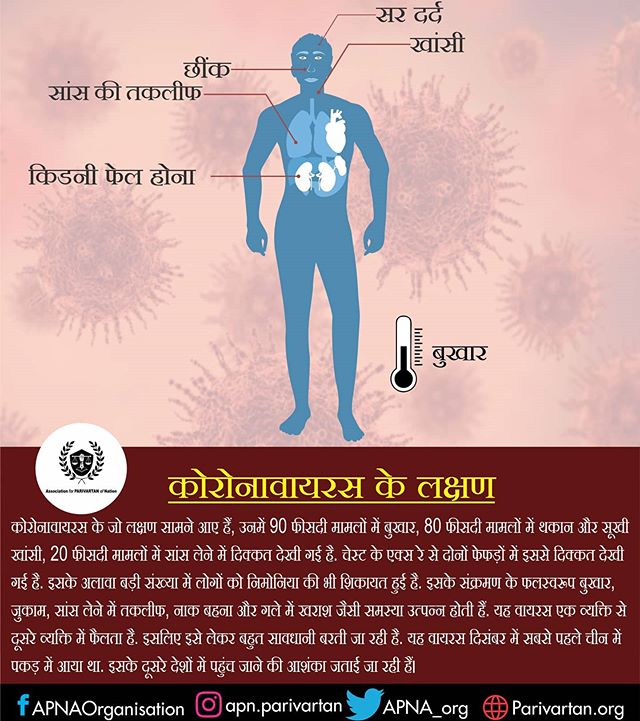 सर दर्द
खांसी
छींक
सांस की तकलीफ
किडनी फेल होना
बुखार
Association for PARIVARTAN of Nation
कोरोनावायरस के लक्षण
कोरोनावायरस के जो लक्षण सामने आए हैं, उनमें 90 फीसदी मामलों में बुखार, 80 फीसदी मामलों में थकान और सूखी
खांसी, 20 फीसदी मामलों में सांस लेने में दिक्कत देखी गई है. चेस्ट के एक्स रे से दोनों फेफड़ों में इससे दिक्कत देखी
गई है. इसके अलावा बड़ी संख्या में लोगों को निमोनिया की भी शिकायत हुई है. इसके संक्रमण के फलस्वरूप बुखार,
जुकाम, सांस लेने में तकलीफ, नाक बहना और गले में खराश जैसी समस्या उत्पन्न होती हैं. यह वायरस एक व्यक्ति से
दूसरे व्यक्ति में फैलता है. इसलिए इसे लेकर बहुत सावधानी बरती जा रही है. यह वायरस दिसंबर में सबसे पहले चीन में
पकड़ में आया था. इसके दूसरे देशों में पहुंच जाने की आशंका जताई जा रही हैं|
APNAOrganisation apn.parivartan APNA_org Parivartan.org